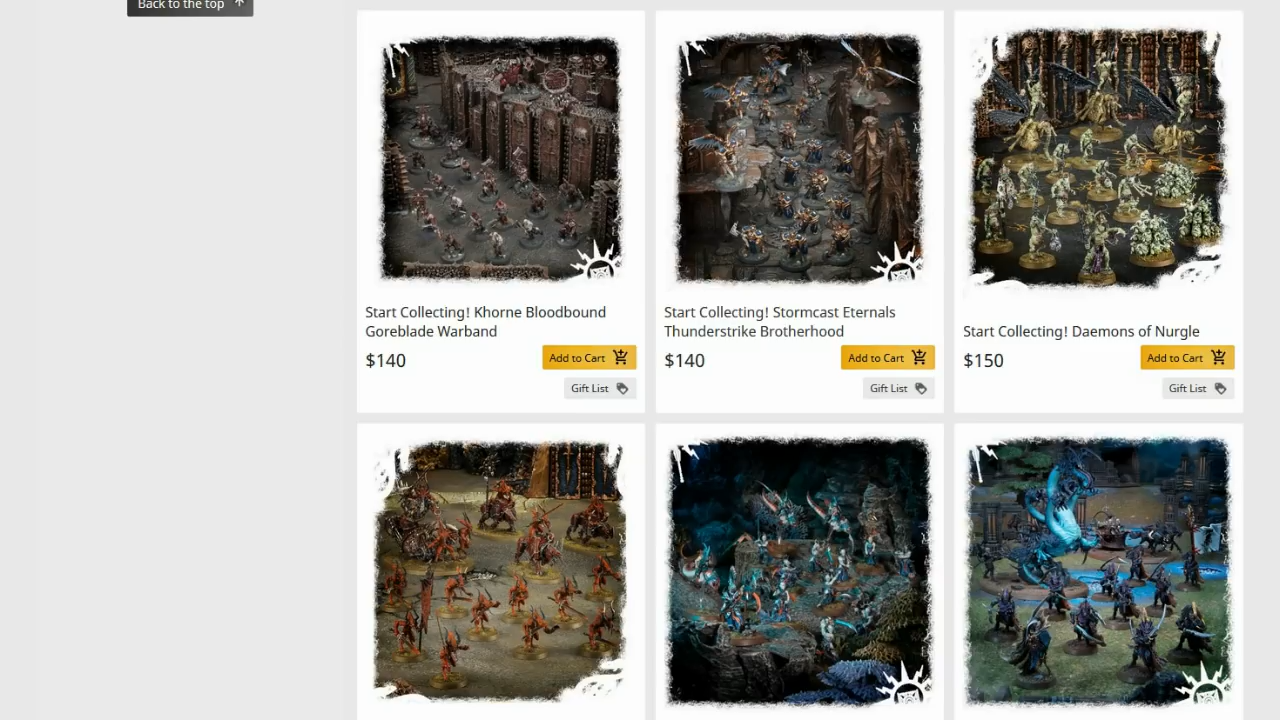 Back to the top
Start Collecting! Khorne Bloodbound
Goreblade Warband
$140
Add to Cart
Gift List
Start Collecting! Stormcast Eternals
Thunderstrike Brotherhood
$140
Add to Cart
Gift List
Start Collecting! Daemons of Nurgle
$150
Add to Cart
Gift List